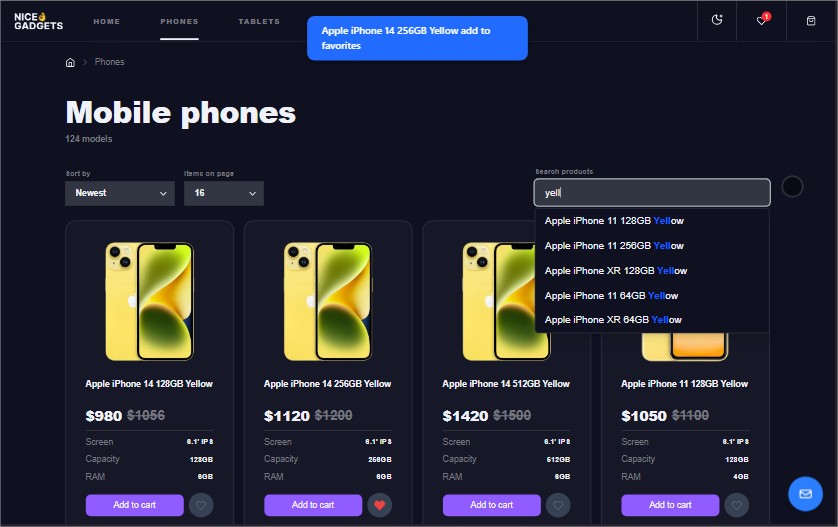 NICE
GADGETS
HOME
PHONES
TABLETS
Apple iPhone 14 256GB Yellow add to
favorites
1
Phones
Mobile phones
124 models
Sort by
Items on page
Search products
Newest
16
yell
Apple iPhone 11 128GB Yellow
Apple iPhone 11 256GB Yellow
Apple iPhone XR 128GB Yellow
Apple iPhone 11 64GB Yellow
Apple iPhone XR 64GB Yellow
Apple iPhone 14 128GB Yellow
$980 $1056
Screen 6.1' IPS
Capacity 128GB
RAM 6GB
Add to cart
Apple iPhone 14 256GB Yellow
$1120 $1200
Screen 6.1' IPS
Capacity 256GB
RAM 6GB
Add to cart
Apple iPhone 14 512GB Yellow
$1420 $1500
Screen 6.1' IPS
Capacity 512GB
RAM 6GB
Add to cart
Apple iPhone 11 128GB Yellow
$1050 $1100
Screen 6.1' IPS
Capacity 128GB
RAM 4GB
Add to cart